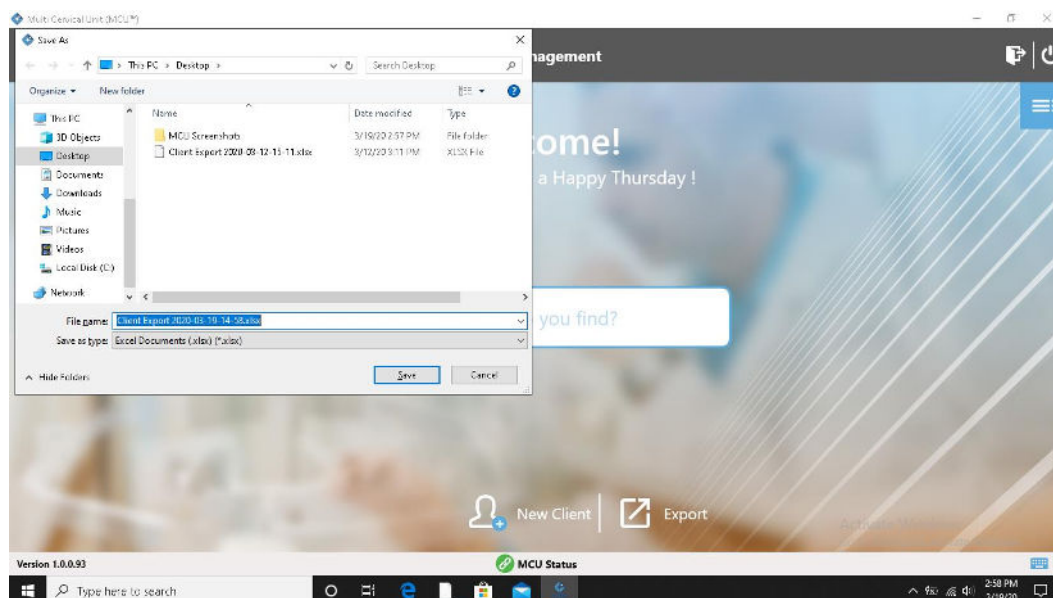 Multi Cervical Unit (MCU™)
Save As
This PC > Desktop >
Search Desktop
nagement
Organize
New folder
Name
Date modified
Type
This PC
3D Objects
Desktop
Documents
Downloads
Music
Pictures
Videos
Local Disk (C:)
Network
MCU Screenshots
3/19/20 2:57 PM
File folder
Client Export 2020-03-12-15-11.xlsx
3/12/20 3:11 PM
XLSX File
come!
a Happy Thursday !
File name:
Client Export 2020-03-19-14-58.xlsx
you find?
Save as type:
Excel Documents (.xlsx) (*.xlsx)
Hide Folders
Save
Cancel
New Client
Export
Version 1.0.0.93
MCU Status
Type here to search
2:58 PM
3/19/20